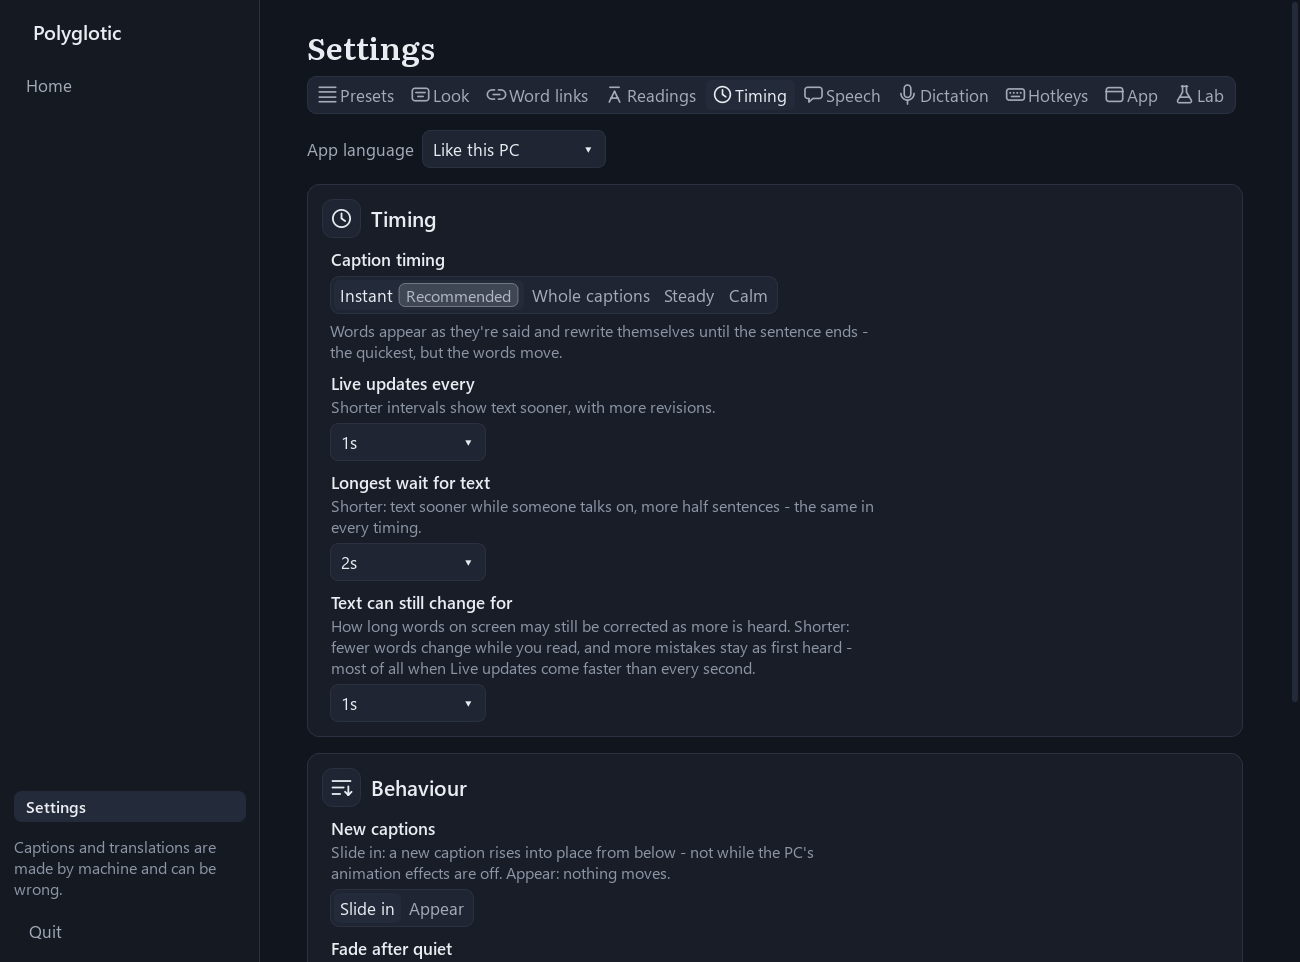 Polyglotic
Home
Settings
Captions and translations are
made by machine and can be
wrong.
Quit
Settings
Presets Look Word links Readings Timing Speech Dictation Hotkeys App Lab
App language Like this PC
Timing
Caption timing
Instant Recommended Whole captions Steady Calm
Words appear as they're said and rewrite themselves until the sentence ends -
the quickest, but the words move.
Live updates every
Shorter intervals show text sooner, with more revisions.
1s
Longest wait for text
Shorter: text sooner while someone talks on, more half sentences - the same in
every timing.
2s
Text can still change for
How long words on screen may still be corrected as more is heard. Shorter:
fewer words change while you read, and more mistakes stay as first heard -
most of all when Live updates come faster than every second.
1s
Behaviour
New captions
Slide in: a new caption rises into place from below - not while the PC's
animation effects are off. Appear: nothing moves.
Slide in Appear
Fade after quiet